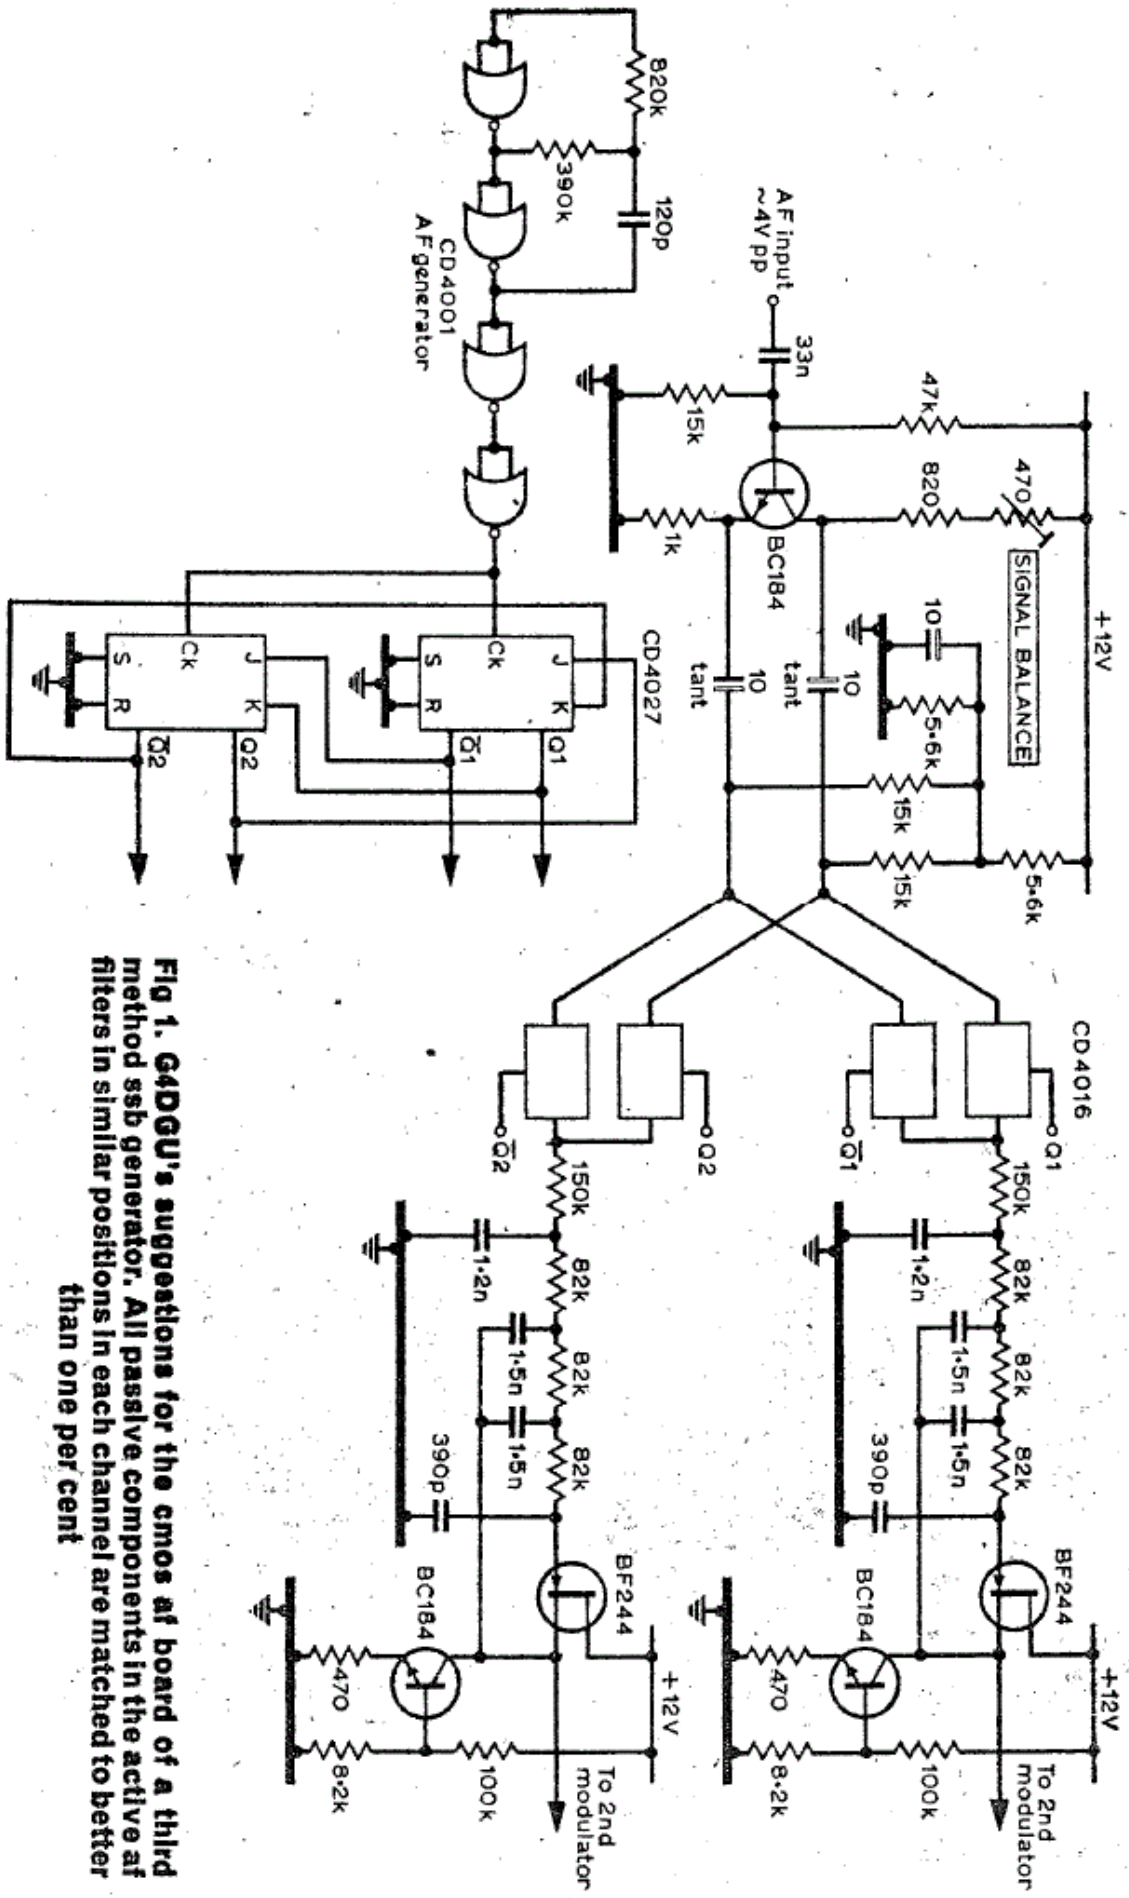 +12V
470
SIGNAL BALANCE
47k
820
10
5·6k
5·6k
15k
15k
AF input
~4V pp
33n
15k
BC184
1k
10
tant
10
tant
820k
390k
120p
CD4001
AF generator
CD4027
J
K
Ck
S
R
Q1
Q̅1
J
K
Ck
S
R
Q2
Q̅2
CD4016
Q1
Q̅1
150k
82k
82k
82k
1·2n
1·5n
1·5n
390p
BF244
+12V
BC184
470
100k
8·2k
To 2nd
modulator
Q2
Q̅2
150k
82k
82k
82k
1·2n
1·5n
1·5n
390p
BF244
+12V
BC184
470
100k
8·2k
To 2nd
modulator
Fig 1. G4DGU's suggestions for the cmos af board of a third
method ssb generator. All passive components in the active af
filters in similar positions in each channel are matched to better
than one per cent